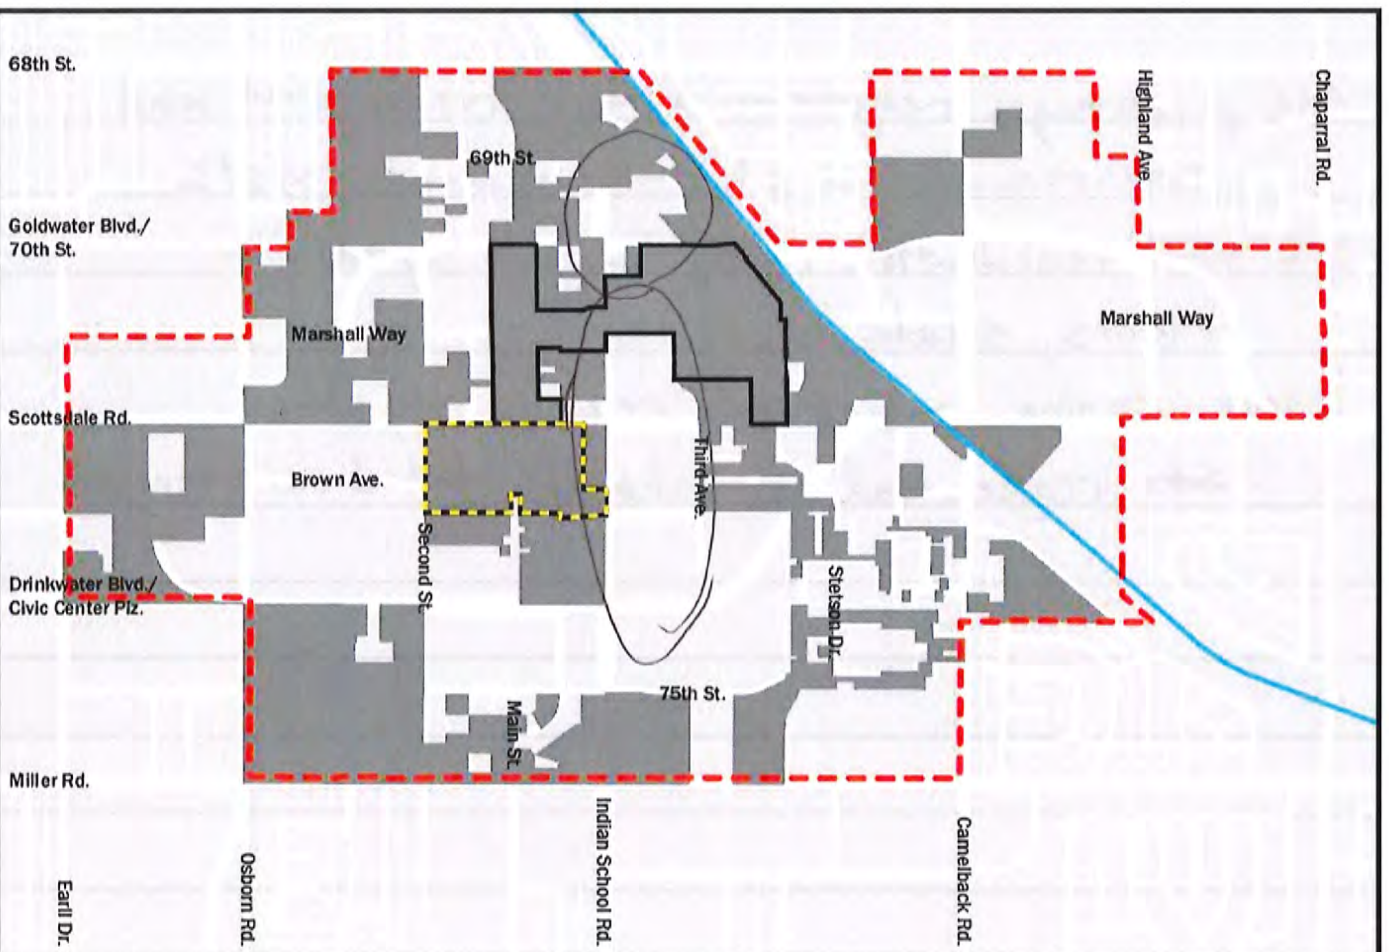 68th St.
Highland Ave.
Chaparral Rd.
69th St.
Goldwater Blvd./
70th St.
Marshall Way
Marshall Way
Scottsdale Rd.
Third Ave.
Brown Ave.
Second St.
Stetson Dr.
Drinkwater Blvd./
Civic Center Plz.
75th St.
Main St.
Miller Rd.
Indian School Rd.
Camelback Rd.
Osborn Rd.
Earll Dr.